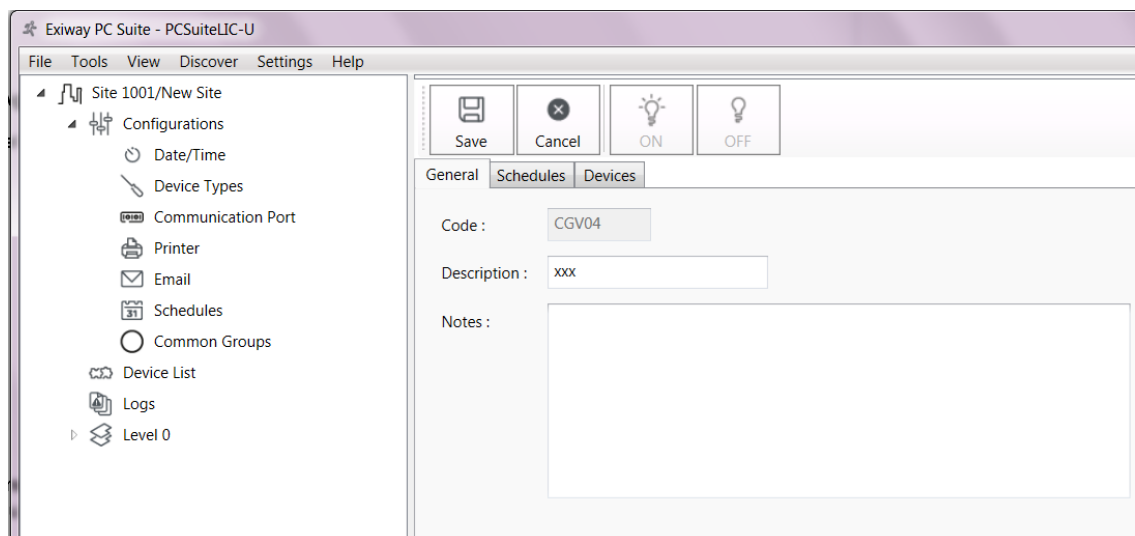 Exiway PC Suite - PCSuiteLIC-U
File Tools View Discover Settings Help
Site 1001/New Site
Configurations
Date/Time
Device Types
Communication Port
Printer
Email
31
Schedules
Common Groups
Device List
Logs
Level 0
Save Cancel ON OFF
General Schedules Devices
Code : CGV04
Description : xxx
Notes :